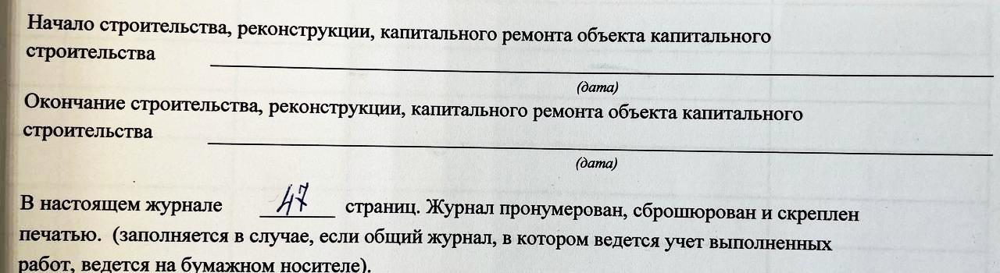 Начало строительства, реконструкции, капитального ремонта объекта капитального
строительства
(дата)
Окончание строительства, реконструкции, капитального ремонта объекта капитального
строительства
(дата)
В настоящем журнале 47 страниц. Журнал пронумерован, сброшюрован и скреплен
печатью. (заполняется в случае, если общий журнал, в котором ведется учет выполненных
работ, ведется на бумажном носителе).